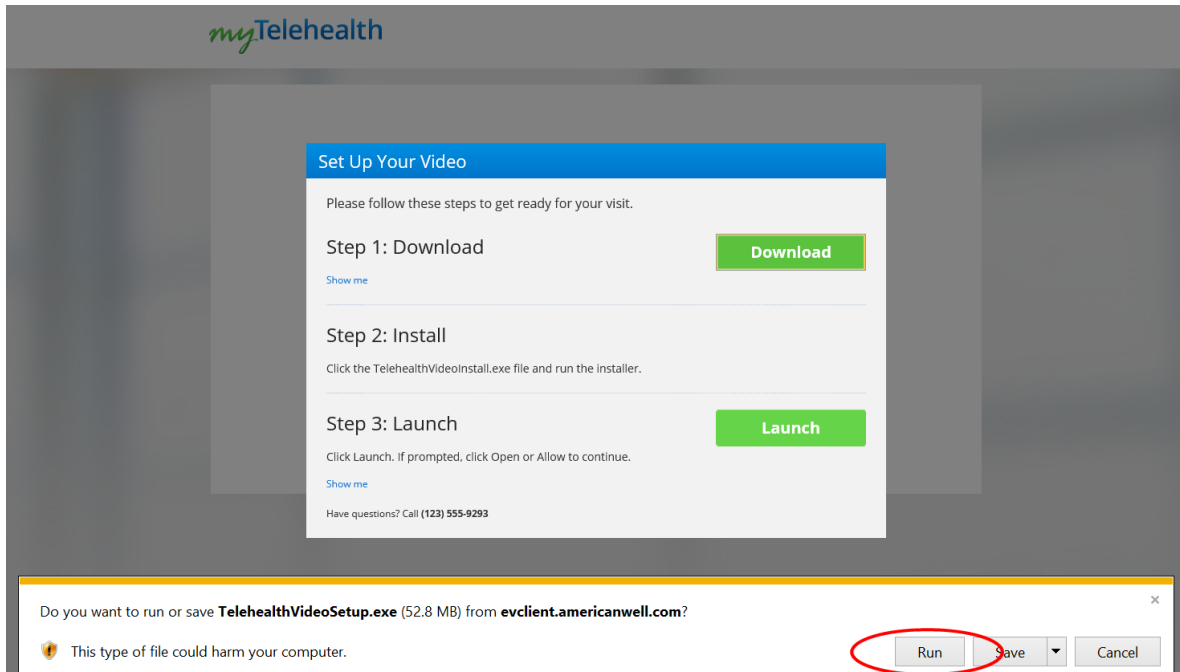 myTelehealth
Set Up Your Video
Please follow these steps to get ready for your visit.
Step 1: Download
Download
Show me
Step 2: Install
Click the TelehealthVideoInstall.exe file and run the installer.
Step 3: Launch
Launch
Click Launch. If prompted, click Open or Allow to continue.
Show me
Have questions? Call (123) 555-9293
Do you want to run or save TelehealthVideoSetup.exe (52.8 MB) from evclient.americanwell.com?
This type of file could harm your computer.
Run
Save
Cancel